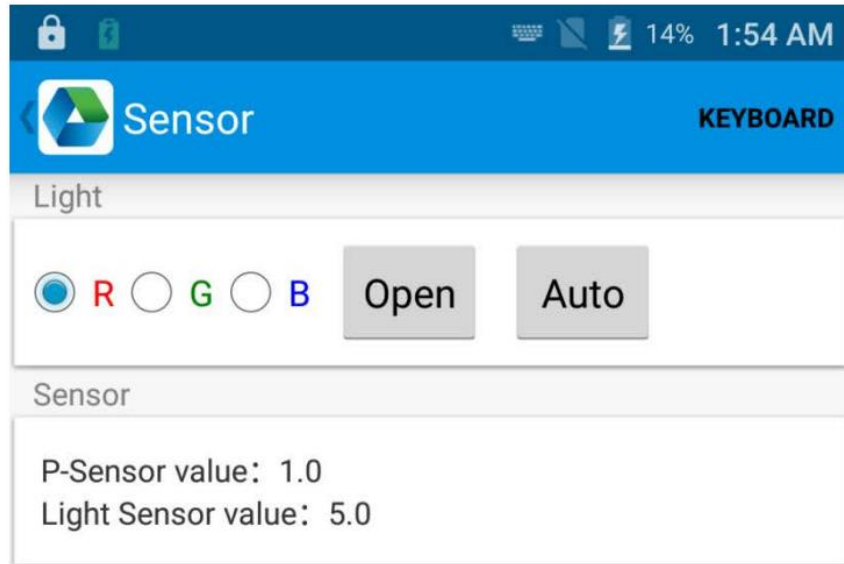 14% 1:54 AM
Sensor KEYBOARD
Light
R G B Open Auto
Sensor
P-Sensor value：1.0
Light Sensor value：5.0